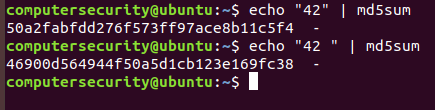 computersecurity@ubuntu:~$ echo "42" | md5sum
50a2fabfdd276f573ff97ace8b11c5f4  -
computersecurity@ubuntu:~$ echo "42 " | md5sum
46900d564944f50a5d1cb123e169fc38  -
computersecurity@ubuntu:~$